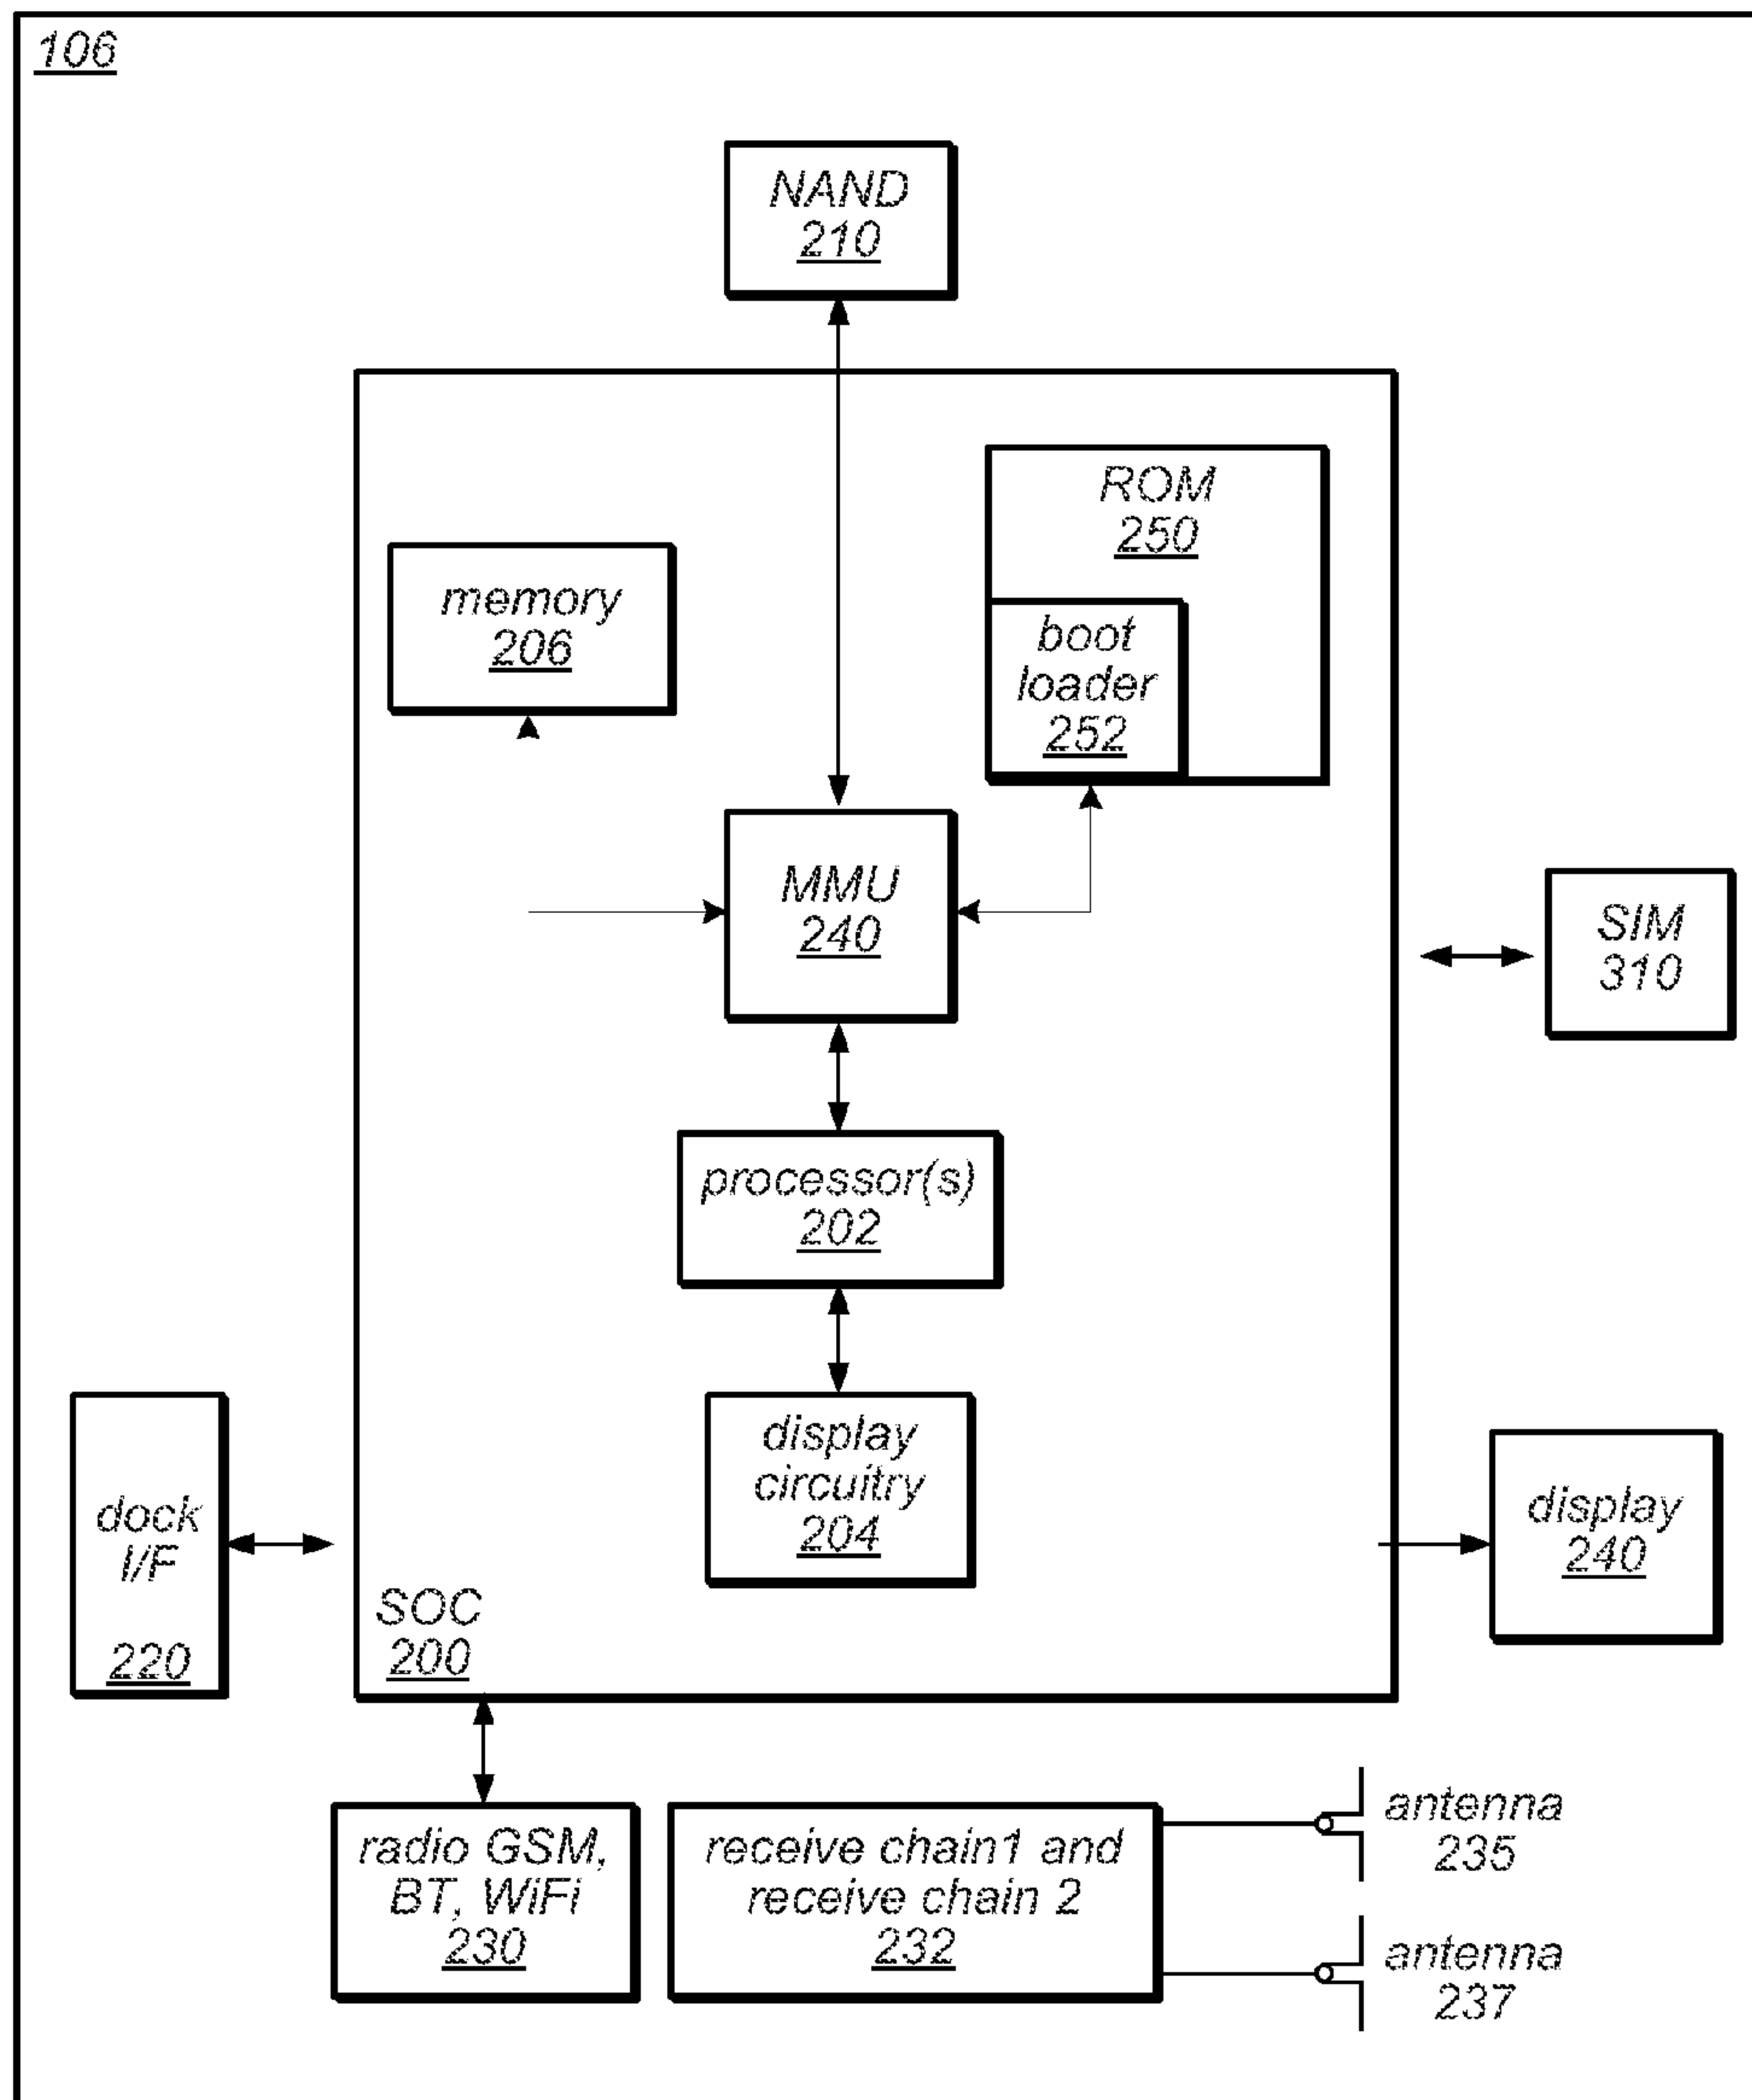 106
NAND
210
ROM
250
memory
206
boot
loader
252
MMU
240
SIM
310
processor(s)
202
display
circuitry
204
dock
I/F
220
display
240
SOC
200
radio GSM,
BT, WiFi
230
receive chain1 and
receive chain 2
232
antenna
235
antenna
237